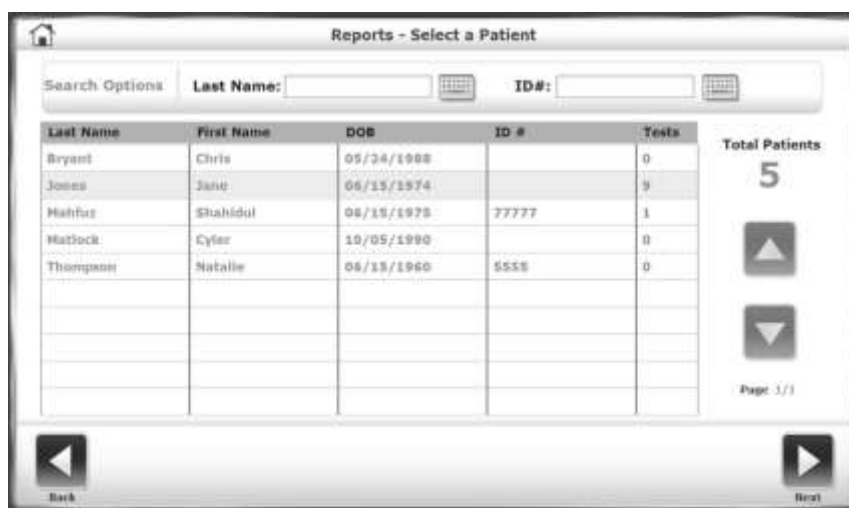 Reports - Select a Patient
Search Options Last Name: ID#:
Last Name First Name DOB ID # Tests
Total Patients
5
Bryant Chris 05/24/1988 0
Jones Jane 06/15/1974 9
Mahfuz Shahidul 06/15/1975 77777 1
Matlock Cyler 10/05/1990 0
Thompson Natalie 06/15/1960 5555 0
Page 1/1
Back Next